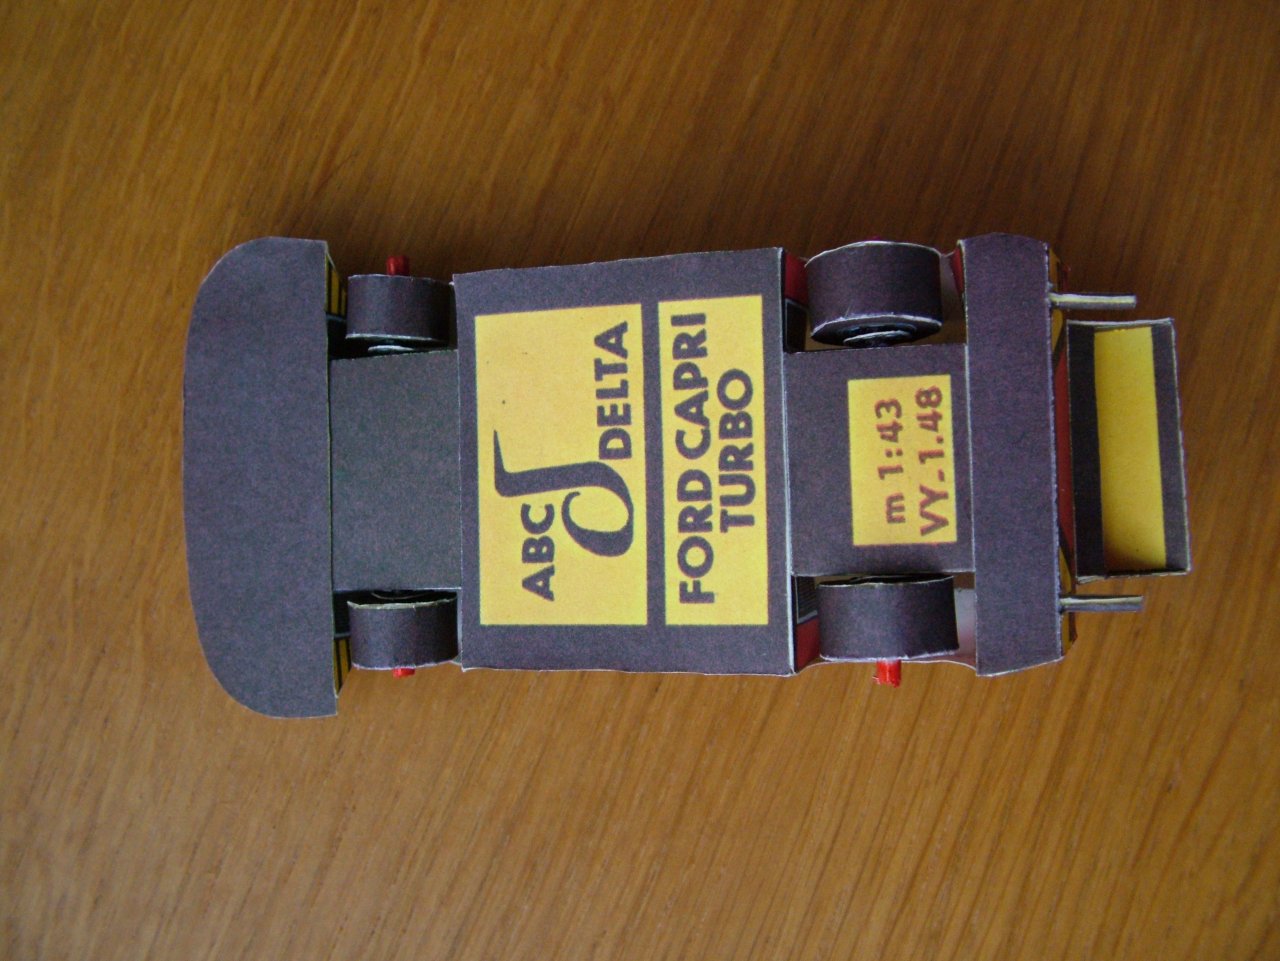 ABC
DELTA
FORD CAPRI
TURBO
m 1:43
VY-1.48